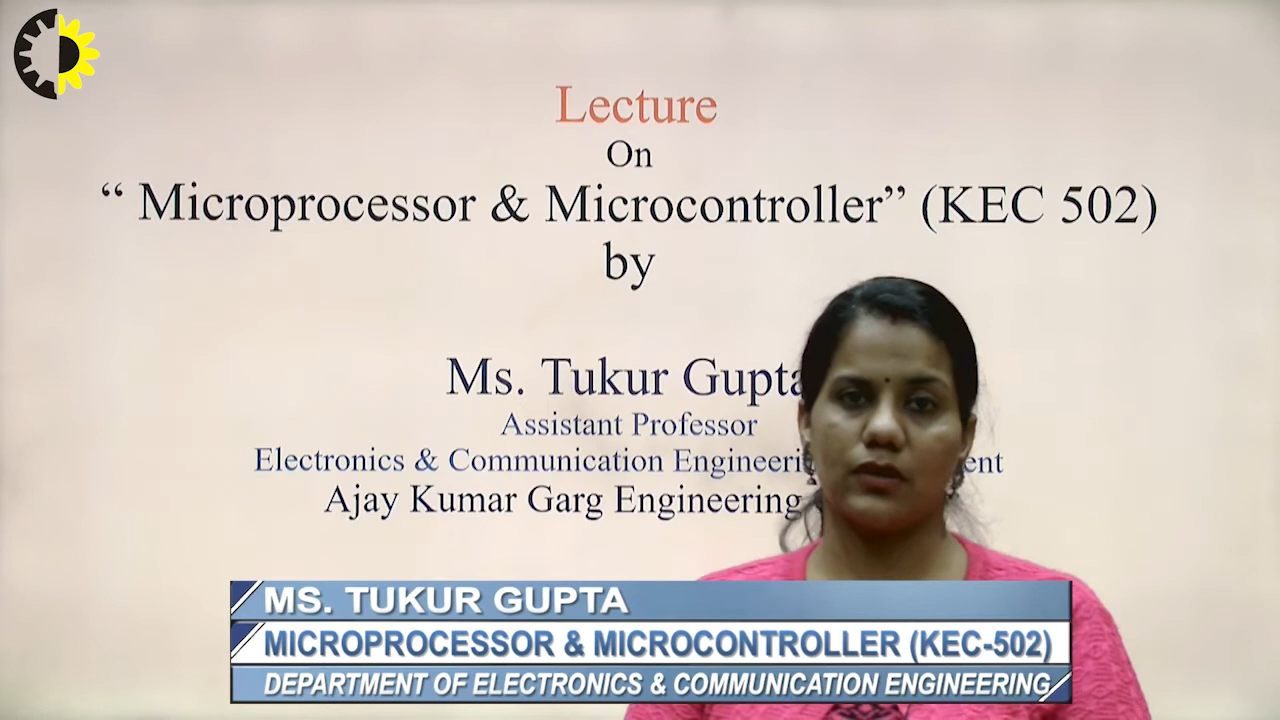 Lecture
On
“ Microprocessor & Microcontroller” (KEC 502)
by
Ms. Tukur Gupta
Assistant Professor
Electronics & Communication
Ajay Kumar Garg Engineering
MS. TUKUR GUPTA
MICROPROCESSOR & MICROCONTROLLER (KEC-502)
DEPARTMENT OF ELECTRONICS & COMMUNICATION ENGINEERING